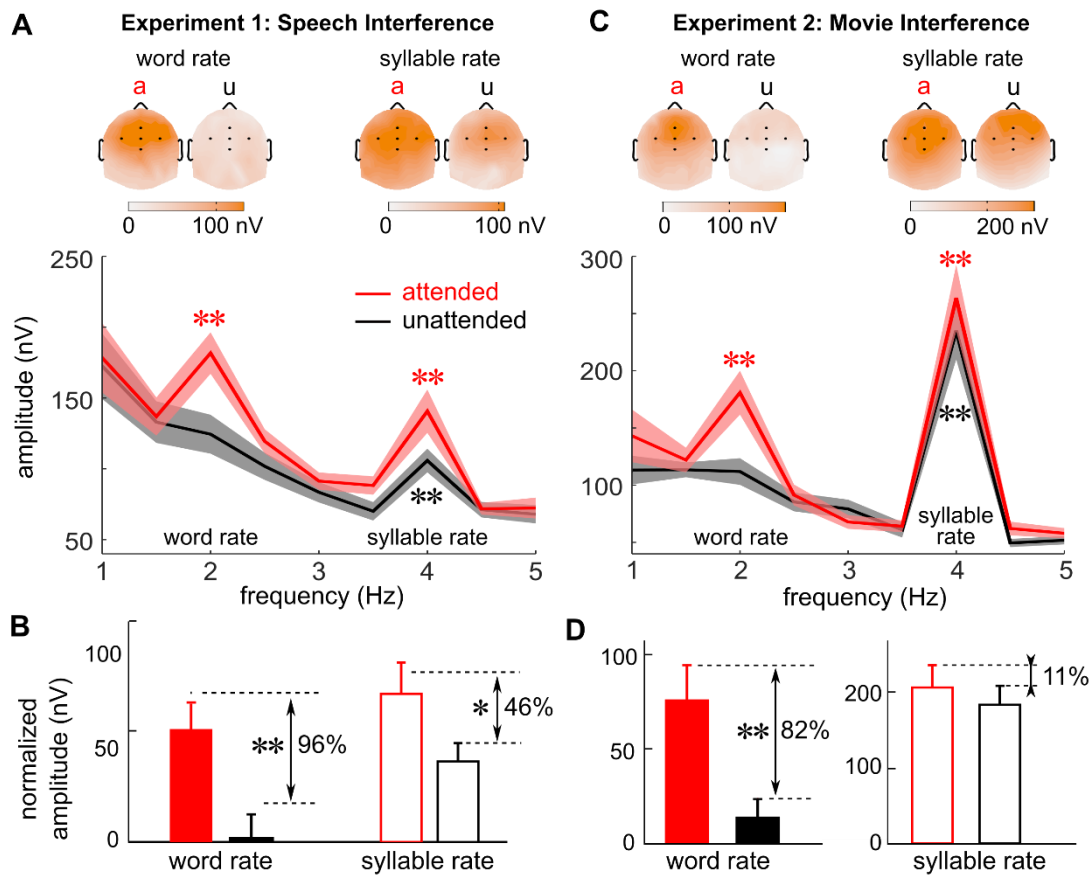 A Experiment 1: Speech Interference
word rate syllable rate
a u a u
0 100 nV 0 100 nV
250
150
50
amplitude (nV)
** **
attended
unattended
**
word rate syllable rate
1 2 3 4 5
frequency (Hz)
B
100
50
0
normalized
amplitude (nV)
** 96%
* 46%
word rate syllable rate
C Experiment 2: Movie Interference
word rate syllable rate
a u a u
0 100 nV 0 200 nV
300
200
100
** **
**
word rate
syllable
rate
1 2 3 4 5
frequency (Hz)
D
100
50
0
** 82%
word rate
200
100
0
11%
syllable rate